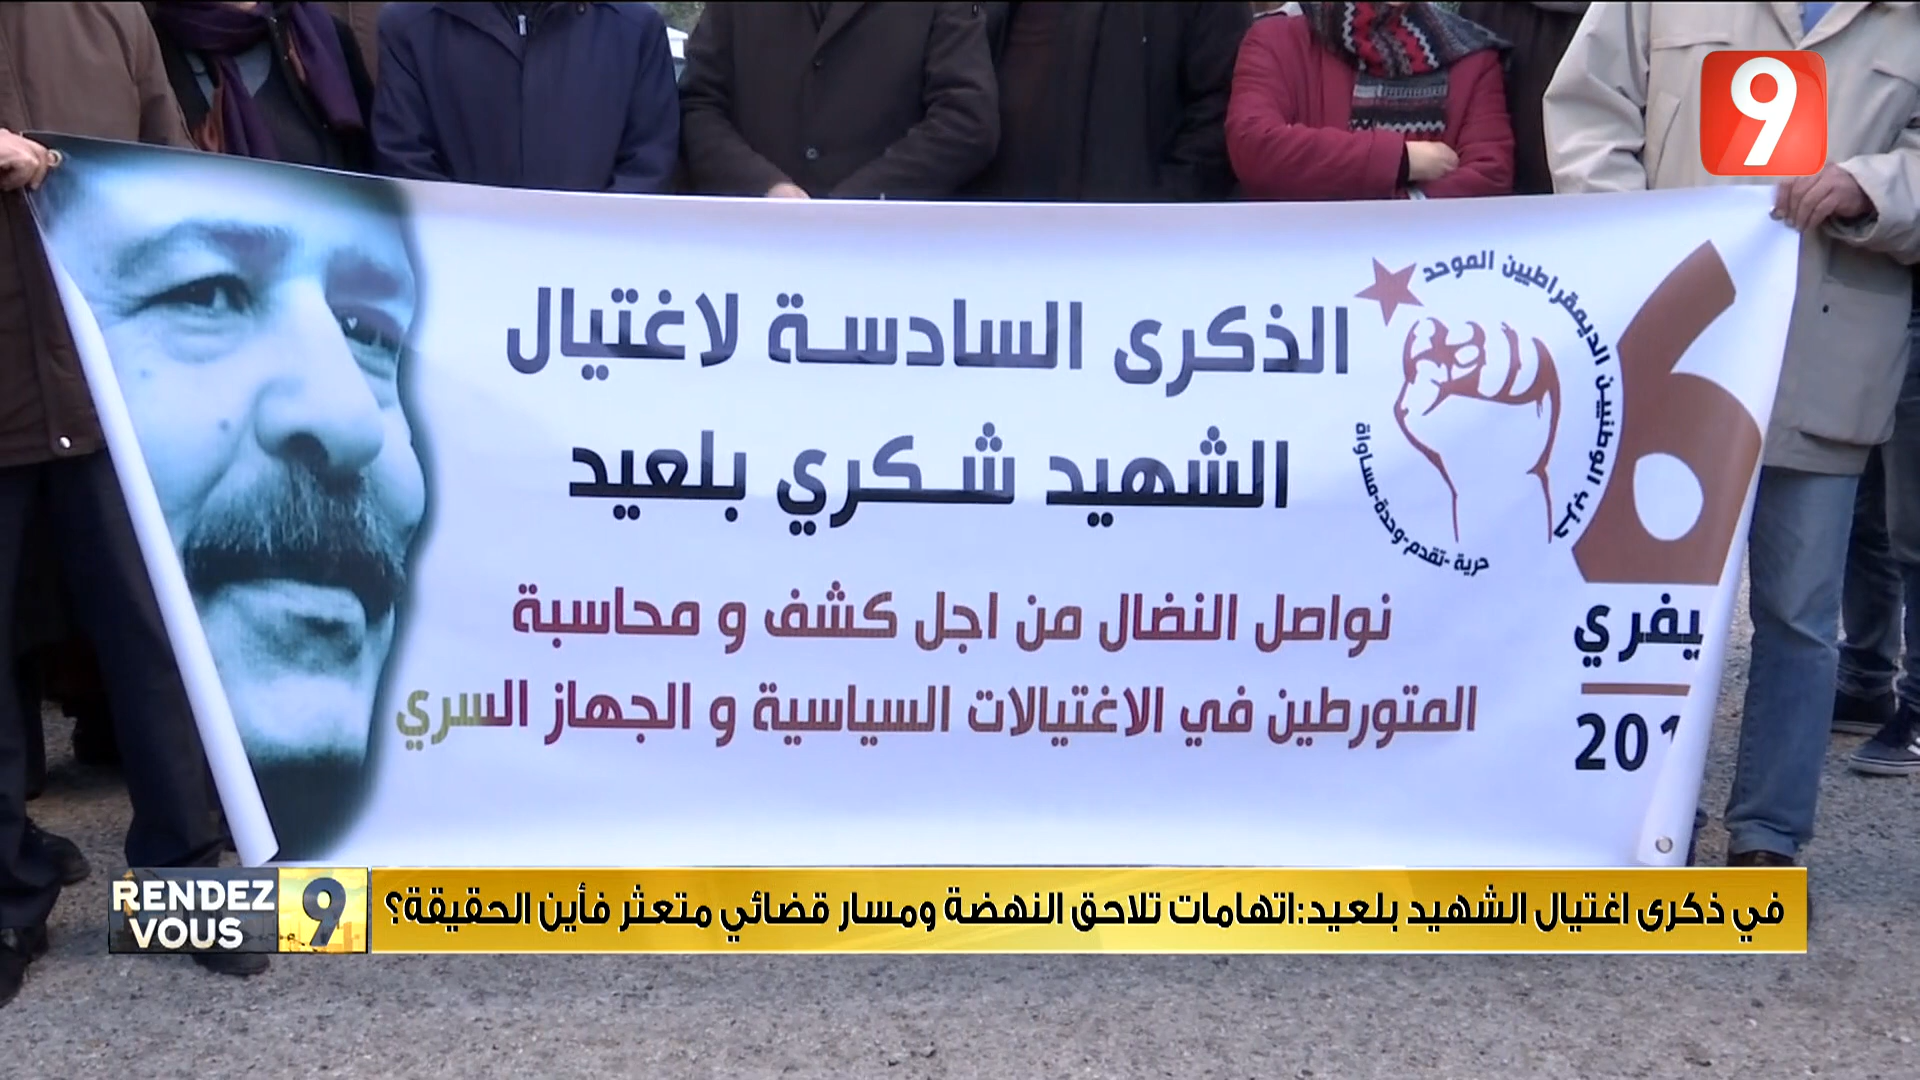 9
الذكرى السادسة لاغتيال
الشهيد شكري بلعيد
نواصل النضال من اجل كشف و محاسبة
المتورطين في الاغتيالات السياسية و الجهاز السري
حزب الوطنيين الديمقراطيين الموحد
حرية-تقدم-وحدة-مساواة
6
يفري
201
RENDEZ VOUS 9
في ذكرى اغتيال الشهيد بلعيد:اتهامات تلاحق النهضة ومسار قضائي متعثر فأين الحقيقة؟